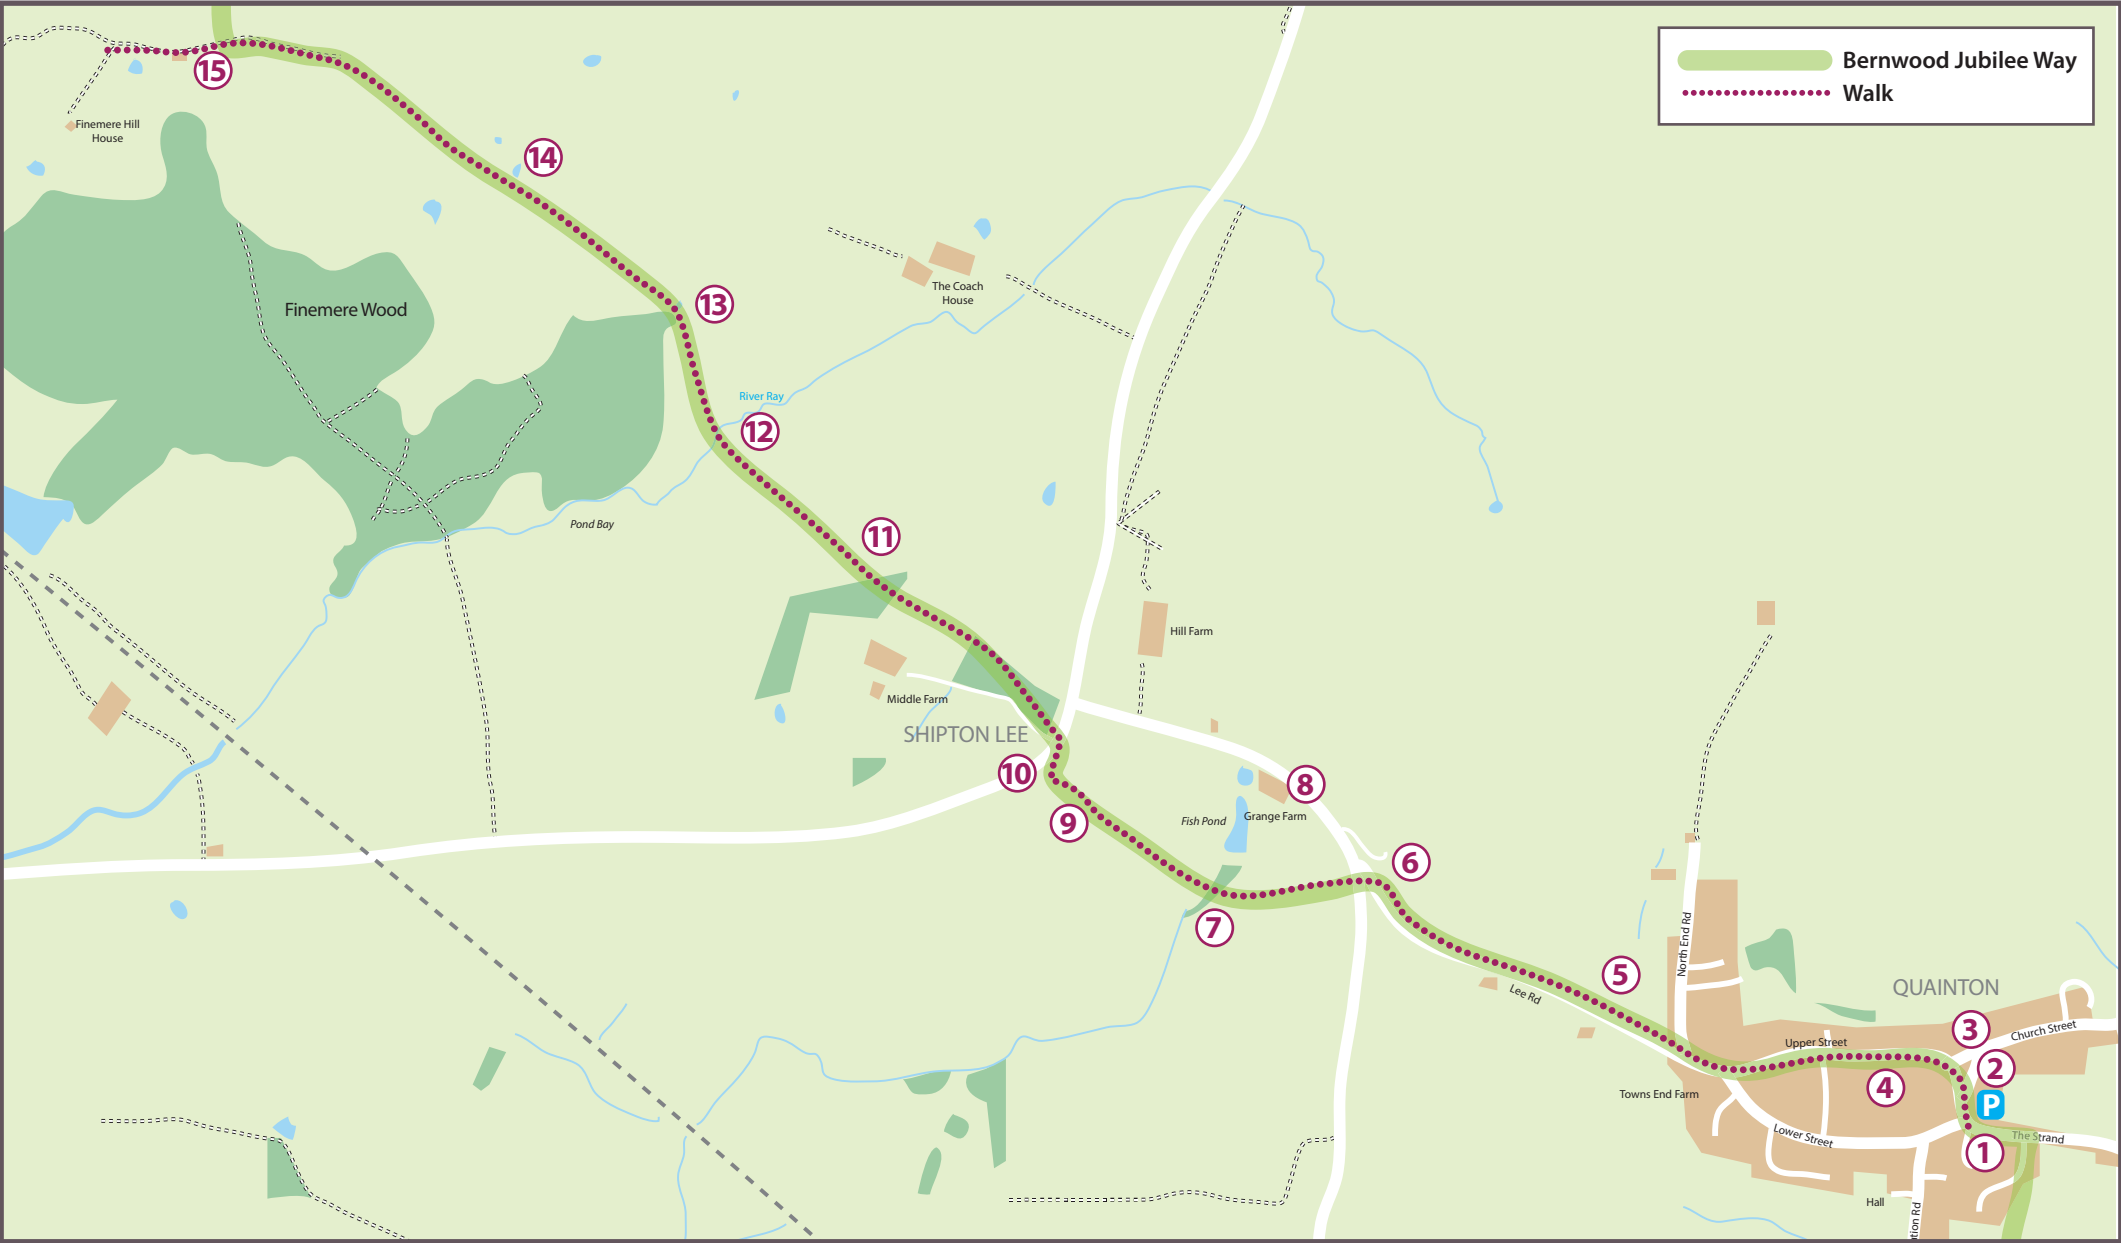 Bernwood Jubilee Way
Walk
15
Finemere Hill
House
14
Finemere Wood
13
The Coach
House
River Ray
12
Pond Bay
11
Hill Farm
Middle Farm
SHIPTON LEE
10
9
8
Fish Pond
Grange Farm
6
7
5
Lee Rd
North End Rd
QUAINTON
3
Church Street
Upper Street
2
4
P
Towns End Farm
Lower Street
The Strand
1
Hall